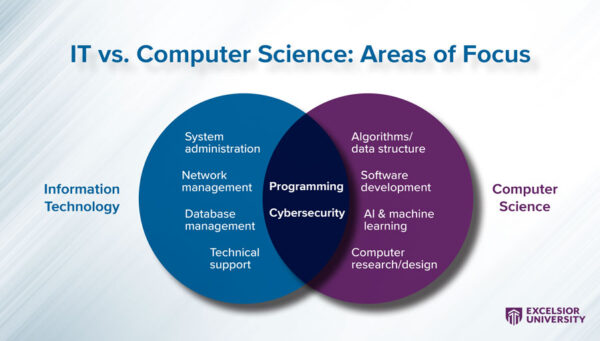 IT vs. Computer Science: Areas of Focus
Information
Technology
System
administration
Network
management
Database
management
Technical
support
Programming
Cybersecurity
Algorithms/
data structure
Software
development
AI & machine
learning
Computer
research/design
Computer
Science
EXCELSIOR
UNIVERSITY